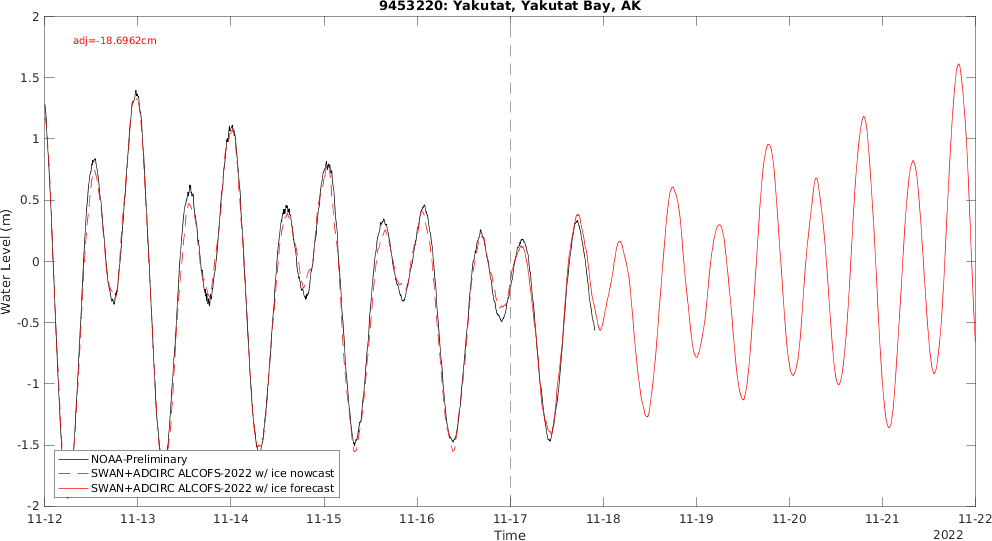 9453220: Yakutat, Yakutat Bay, AK
adj=-18.6962cm
Water Level (m)
2
1.5
1
0.5
0
-0.5
-1
-1.5
-2
NOAA-Preliminary
SWAN+ADCIRC ALCOFS-2022 w/ ice nowcast
SWAN+ADCIRC ALCOFS-2022 w/ ice forecast
11-12 11-13 11-14 11-15 11-16 11-17 11-18 11-19 11-20 11-21 11-22
Time
2022